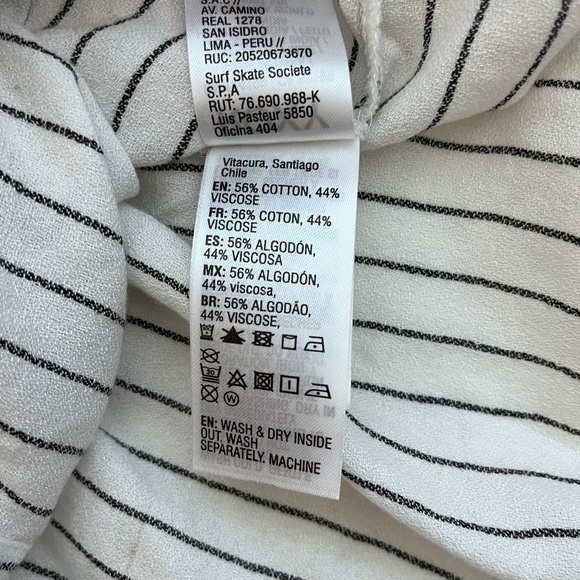 S.A.C //
AV. CAMINO
REAL 1278
SAN ISIDRO
LIMA - PERU //
RUC: 20520673670
Surf Skate Societe
S.P,A
RUT: 76.690.968-K
Luis Pasteur 5850
Oficina 404
Vitacura, Santiago
Chile
EN: 56% COTTON, 44%
VISCOSE
FR: 56% COTON, 44%
VISCOSE
ES: 56% ALGODÓN,
44% VISCOSA
MX: 56% ALGODÓN,
44% viscosa,
BR: 56% ALGODÃO,
44% VISCOSE,
30
W
EN: WASH & DRY INSIDE
OUT, WASH
SEPARATELY, MACHINE